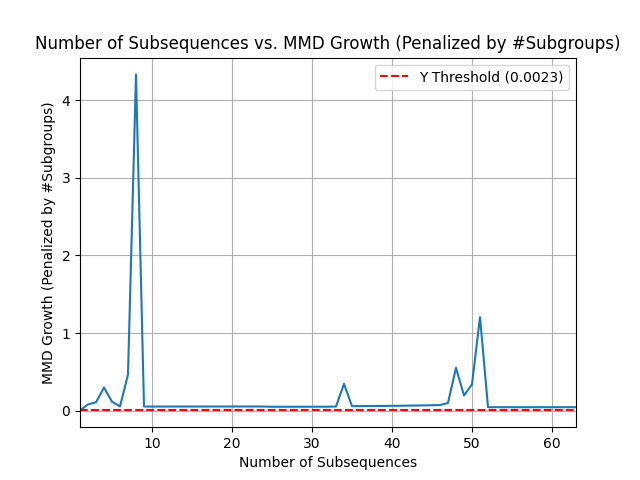 Number of Subsequences vs. MMD Growth (Penalized by #Subgroups)
Y Threshold (0.0023)
MMD Growth (Penalized by #Subgroups)
4
3
2
1
0
10 20 30 40 50 60
Number of Subsequences